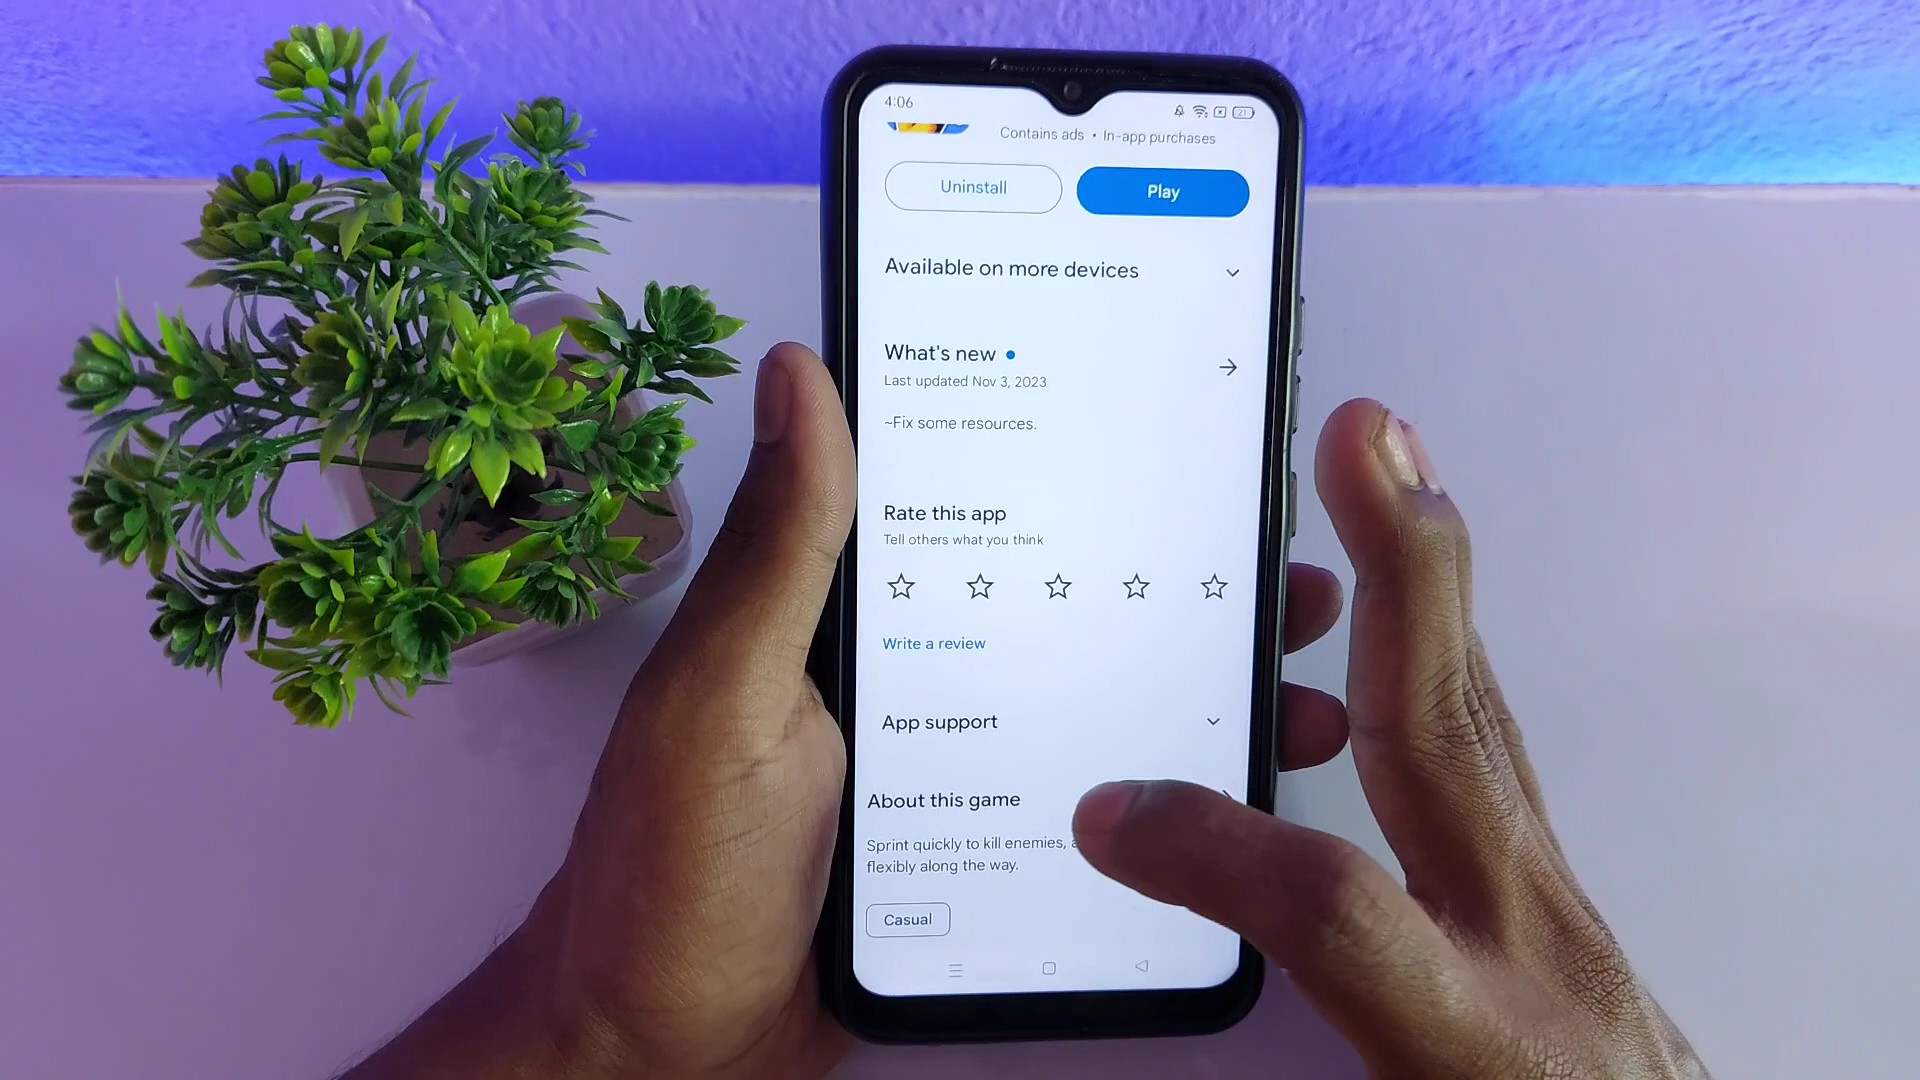 4:06
21
Contains ads • In-app purchases
Uninstall
Play
Available on more devices
What's new
Last updated Nov 3, 2023
~Fix some resources.
Rate this app
Tell others what you think
Write a review
App support
About this game
Sprint quickly to kill enemies,
flexibly along the way.
Casual